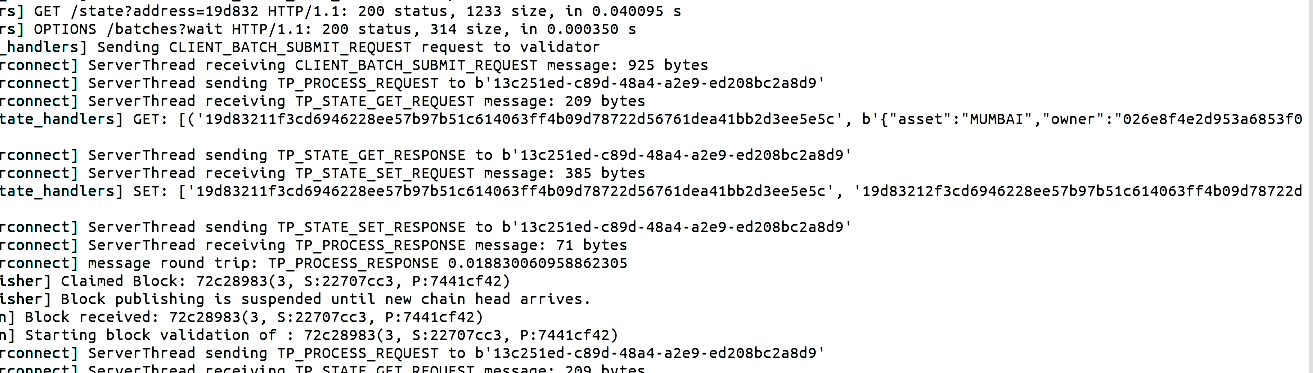 rs] GET /state?address=19d832 HTTP/1.1: 200 status, 1233 size, in 0.040095 s
rs] OPTIONS /batches?wait HTTP/1.1: 200 status, 314 size, in 0.000350 s
_handlers] Sending CLIENT_BATCH_SUBMIT_REQUEST request to validator
rconnect] ServerThread receiving CLIENT_BATCH_SUBMIT_REQUEST message: 925 bytes
rconnect] ServerThread sending TP_PROCESS_REQUEST to b'13c251ed-c89d-48a4-a2e9-ed208bc2a8d9'
rconnect] ServerThread receiving TP_STATE_GET_REQUEST message: 209 bytes
tate_handlers] GET: [('19d83211f3cd6946228ee57b97b51c614063ff4b09d78722d56761dea41bb2d3ee5e5c', b'{"asset":"MUMBAI","owner":"026e8f4e2d953a6853f0
rconnect] ServerThread sending TP_STATE_GET_RESPONSE to b'13c251ed-c89d-48a4-a2e9-ed208bc2a8d9'
rconnect] ServerThread receiving TP_STATE_SET_REQUEST message: 385 bytes
tate_handlers] SET: ['19d83211f3cd6946228ee57b97b51c614063ff4b09d78722d56761dea41bb2d3ee5e5c', '19d83212f3cd6946228ee57b97b51c614063ff4b09d78722d
rconnect] ServerThread sending TP_STATE_SET_RESPONSE to b'13c251ed-c89d-48a4-a2e9-ed208bc2a8d9'
rconnect] ServerThread receiving TP_PROCESS_RESPONSE message: 71 bytes
rconnect] message round trip: TP_PROCESS_RESPONSE 0.018830060958862305
isher] Claimed Block: 72c28983(3, S:22707cc3, P:7441cf42)
isher] Block publishing is suspended until new chain head arrives.
n] Block received: 72c28983(3, S:22707cc3, P:7441cf42)
n] Starting block validation of : 72c28983(3, S:22707cc3, P:7441cf42)
rconnect] ServerThread sending TP_PROCESS_REQUEST to b'13c251ed-c89d-48a4-a2e9-ed208bc2a8d9'
rconnect] ServerThread receiving TP_STATE_GET_REQUEST message: 209 bytes